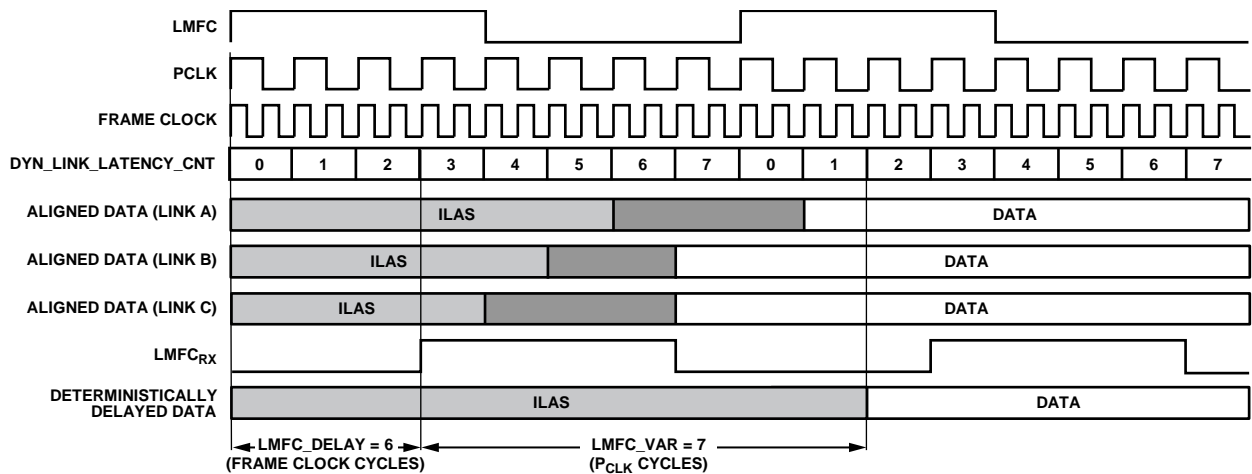 LMFC
PCLK
FRAME CLOCK
DYN_LINK_LATENCY_CNT 0 1 2 3 4 5 6 7 0 1 2 3 4 5 6 7
ALIGNED DATA (LINK A) ILAS DATA
ALIGNED DATA (LINK B) ILAS DATA
ALIGNED DATA (LINK C) ILAS DATA
LMFCRX
DETERMINISTICALLY
DELAYED DATA ILAS DATA
LMFC_DELAY = 6 LMFC_VAR = 7
(FRAME CLOCK CYCLES) (PCLK CYCLES)